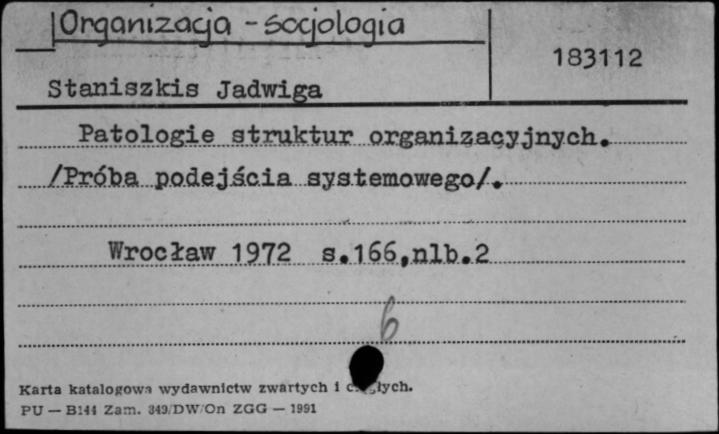 Organizacja - socjologia
183112
Staniszkis Jadwiga
Patologie struktur organizacyjnych.
/Próba podejścia systemowego/.
Wrocław 1972 s.166,nlb.2
6
Karta katalogowa wydawnictw zwartych i
PU — B144 Zam. 349/DW/On ZGG — 1991